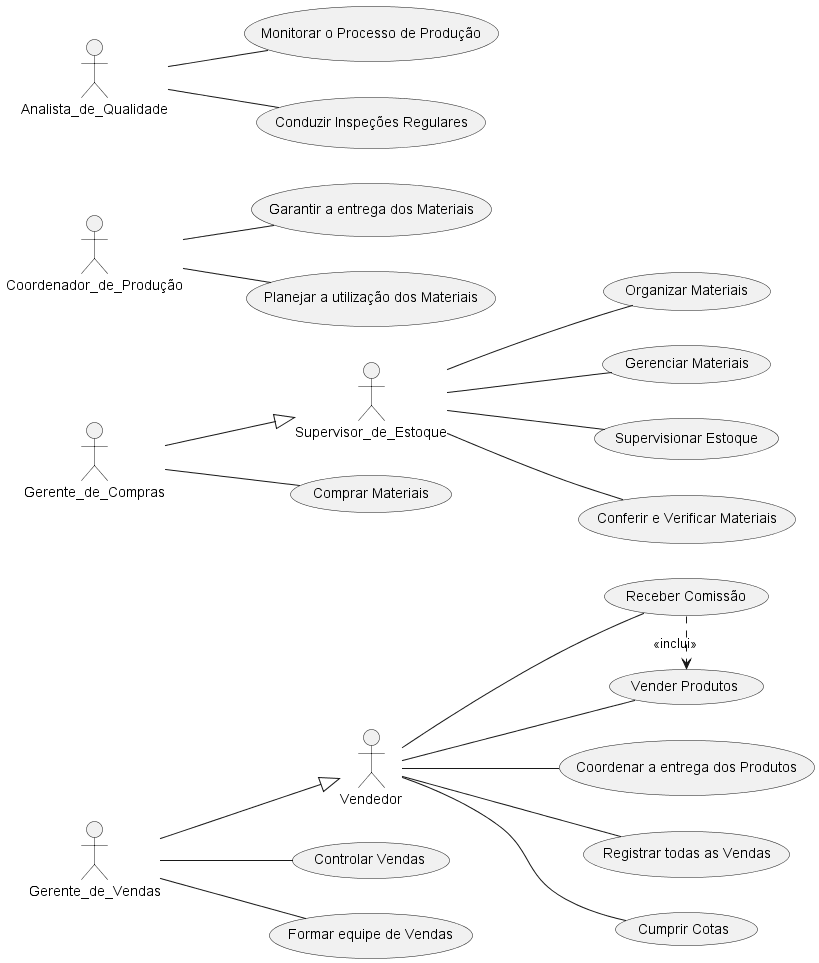 Monitorar o Processo de Produção
Analista_de_Qualidade
Conduzir Inspeções Regulares
Garantir a entrega dos Materiais
Coordenador_de_Produção
Planejar a utilização dos Materiais
Organizar Materiais
Gerenciar Materiais
Supervisor_de_Estoque
Supervisionar Estoque
Gerente_de_Compras
Comprar Materiais
Conferir e Verificar Materiais
Receber Comissão
«inclui»
Vender Produtos
Coordenar a entrega dos Produtos
Vendedor
Registrar todas as Vendas
Controlar Vendas
Gerente_de_Vendas
Cumprir Cotas
Formar equipe de Vendas